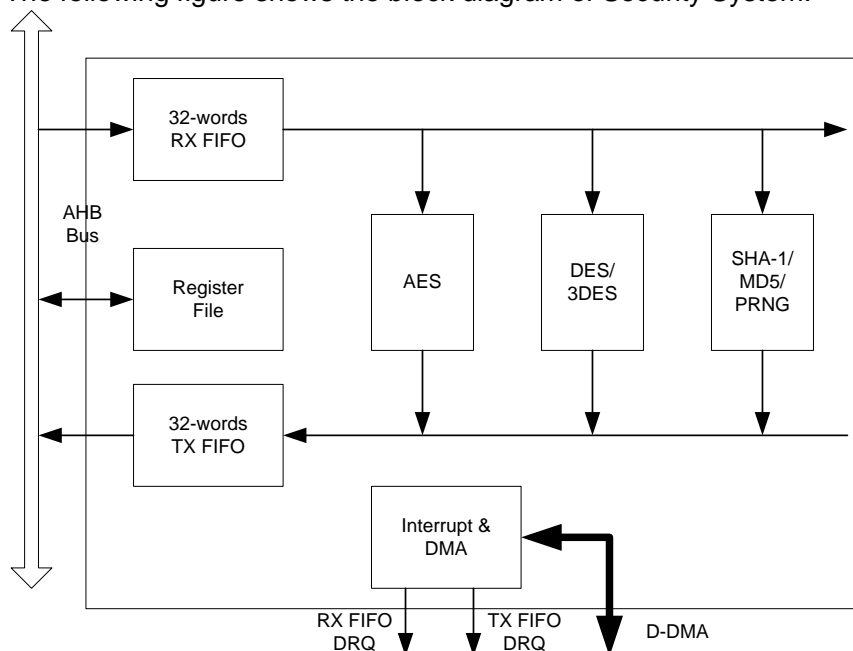 The following figure shows the block diagram of Security System:
32-words
RX FIFO
AHB
Bus
Register
File
AES
DES/
3DES
SHA-1/
MD5/
PRNG
32-words
TX FIFO
Interrupt &
DMA
RX FIFO
DRQ
TX FIFO
DRQ
D-DMA